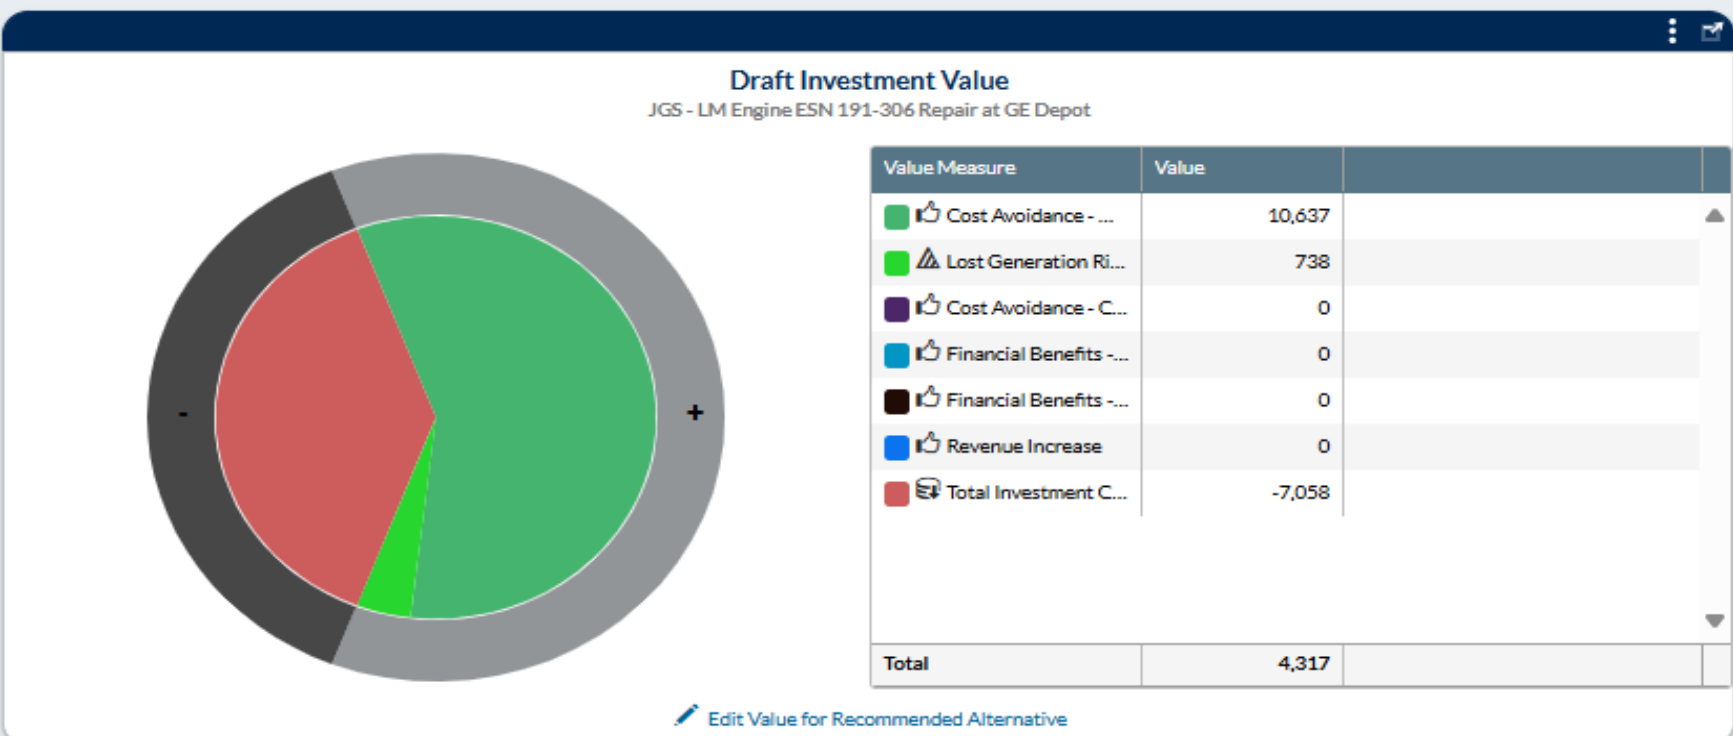 Draft Investment Value
JGS - LM Engine ESN 191-306 Repair at GE Depot
- +
Value Measure Value
Cost Avoidance - ... 10,637
Lost Generation Ri... 738
Cost Avoidance - C... 0
Financial Benefits -... 0
Financial Benefits -... 0
Revenue Increase 0
Total Investment C... -7,058
Total 4,317
Edit Value for Recommended Alternative